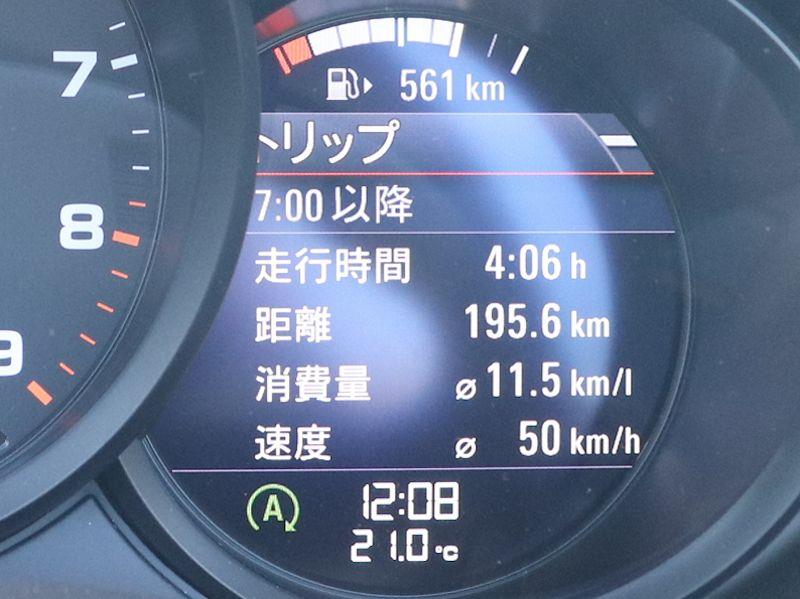 7
8
9
561 km
トリップ
7:00 以降
走行時間 4:06 h
距離 195.6 km
消費量 ⌀ 11.5 km/l
速度 ⌀ 50 km/h
A 12:08
21.0 °C